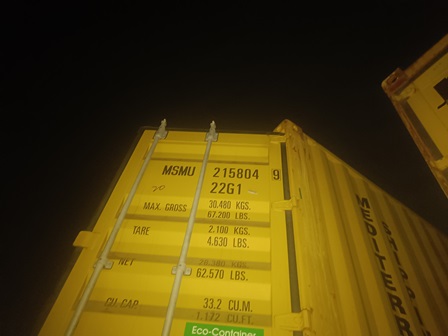 MSMU 215804 9
22G1
MAX. GROSS 30.480 KGS.
67.200 LBS.
TARE 2.100 KGS.
4.630 LBS.
NET 28.380 KGS.
62.570 LBS.
CU.CAP. 33.2 CU.M.
1.172 CU.FT.
Eco-Container